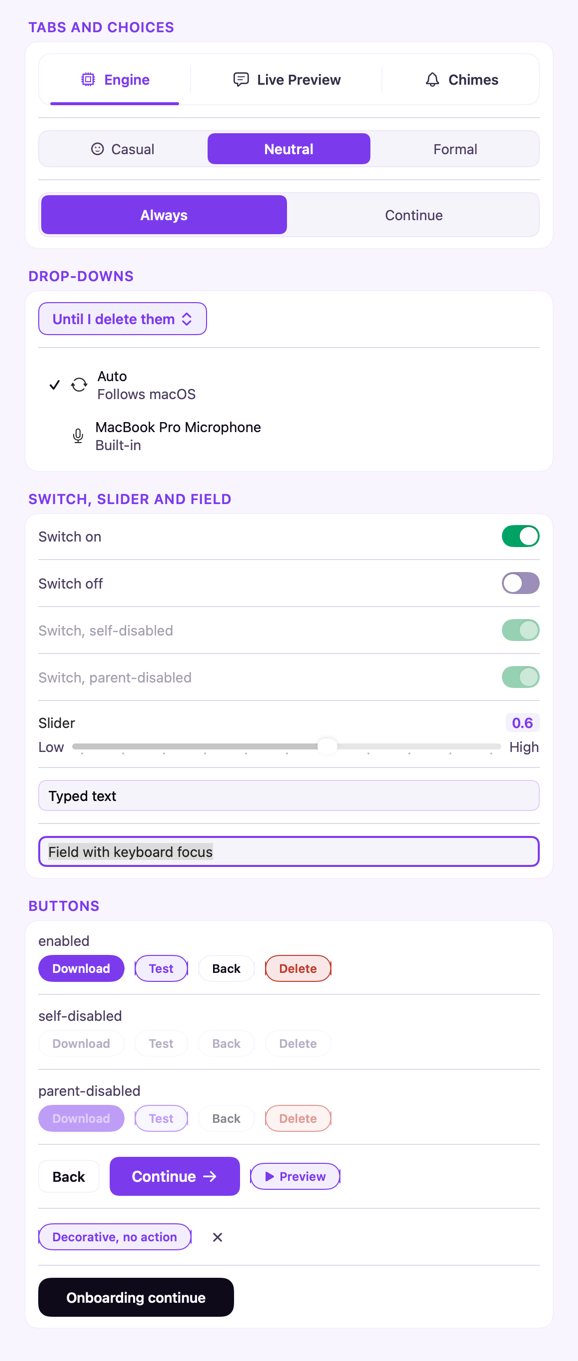 TABS AND CHOICES
Engine
Live Preview
Chimes
Casual
Neutral
Formal
Always
Continue
DROP-DOWNS
Until I delete them
Auto
Follows macOS
MacBook Pro Microphone
Built-in
SWITCH, SLIDER AND FIELD
Switch on
Switch off
Switch, self-disabled
Switch, parent-disabled
Slider
0.6
Low
High
Typed text
Field with keyboard focus
BUTTONS
enabled
Download
Test
Back
Delete
self-disabled
Download
Test
Back
Delete
parent-disabled
Download
Test
Back
Delete
Back
Continue →
Preview
Decorative, no action
Onboarding continue